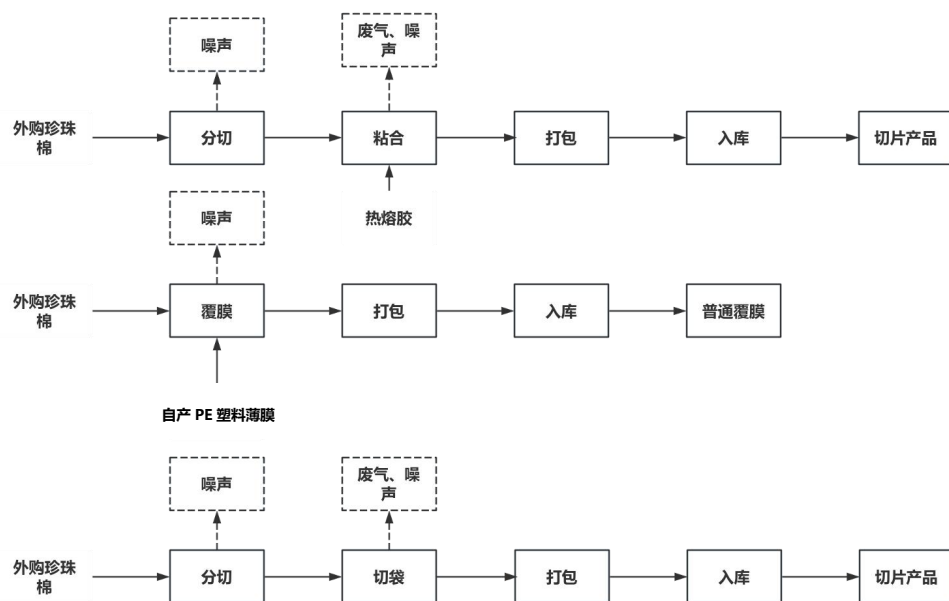 噪声
废气、噪
声
外购珍珠
棉
分切
粘合
打包
入库
切片产品
热熔胶
噪声
外购珍珠
棉
覆膜
打包
入库
普通覆膜
自产 PE 塑料薄膜
噪声
废气、噪
声
外购珍珠
棉
分切
切袋
打包
入库
切片产品